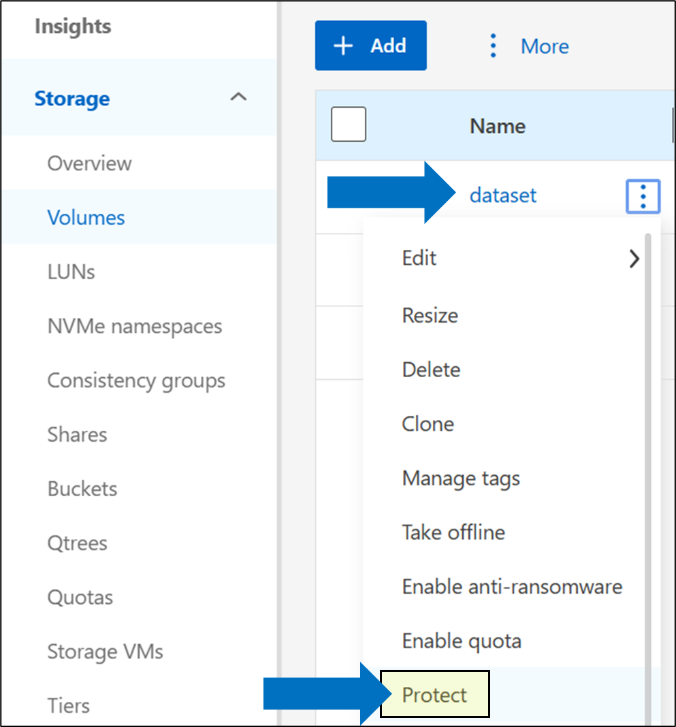 Insights
Storage
Overview
Volumes
LUNs
NVMe namespaces
Consistency groups
Shares
Buckets
Qtrees
Quotas
Storage VMs
Tiers
+ Add
More
Name
dataset
Edit
Resize
Delete
Clone
Manage tags
Take offline
Enable anti-ransomware
Enable quota
Protect